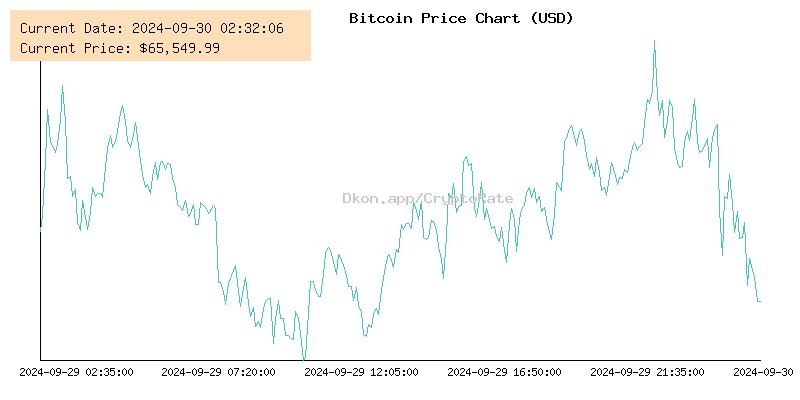 Bitcoin Price Chart (USD)
Current Date: 2024-09-30 02:32:06
Current Price: $65,549.99
Dkon.app/CryptoRate
2024-09-29 02:35:00 2024-09-29 07:20:00 2024-09-29 12:05:00 2024-09-29 16:50:00 2024-09-29 21:35:00 2024-09-30